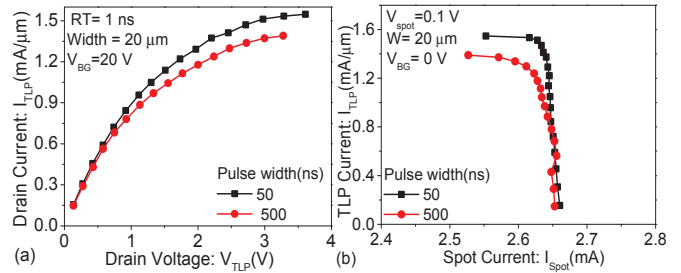 RT= 1 ns
Width = 20 μm
V_BG=20 V
Drain Current: I_TLP(mA/μm)
1.5
1.2
0.9
0.6
0.3
0.0
Pulse width(ns)
50
500
0 1 2 3 4
(a) Drain Voltage: V_TLP(V)
V_spot=0.1 V
W= 20 μm
V_BG= 0 V
TLP Current: I_TLP(mA/μm)
1.6
1.2
0.8
0.4
0.0
Pulse width(ns)
50
500
2.4 2.5 2.6 2.7 2.8
(b) Spot Current: I_Spot(mA)